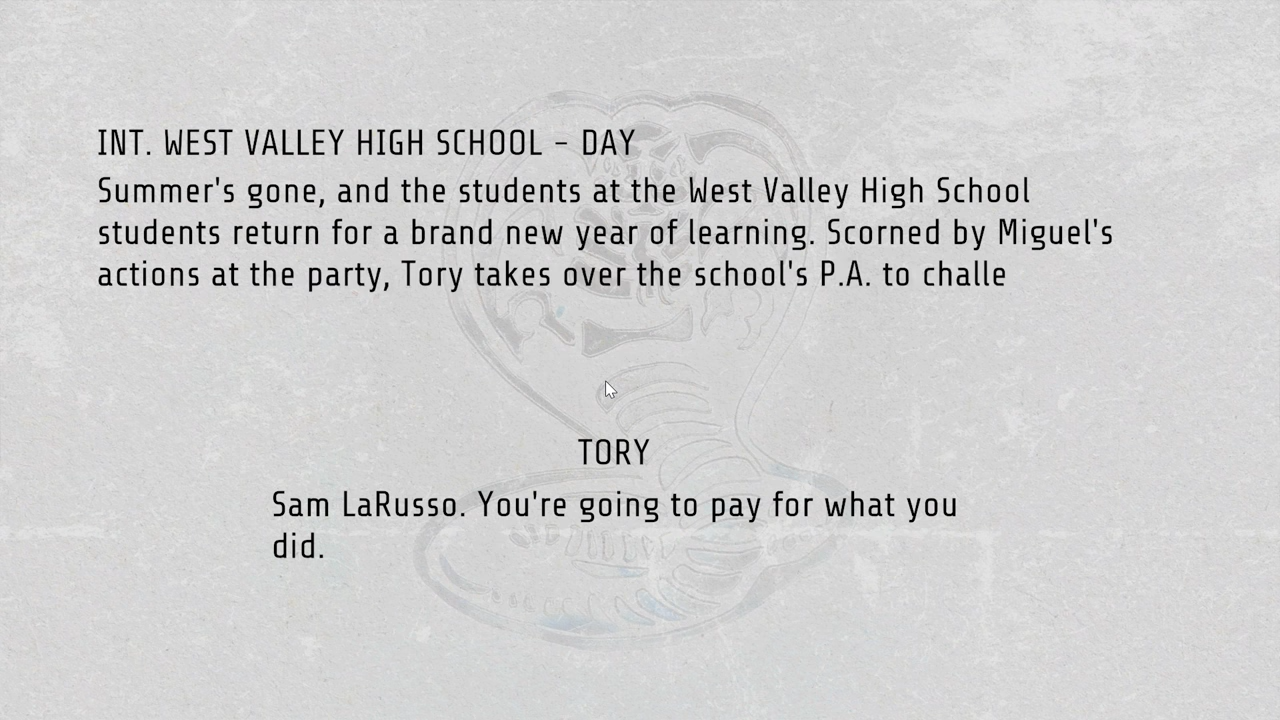 INT. WEST VALLEY HIGH SCHOOL - DAY
Summer's gone, and the students at the West Valley High School
students return for a brand new year of learning. Scorned by Miguel's
actions at the party, Tory takes over the school's P.A. to challe
TORY
Sam LaRusso. You're going to pay for what you
did.